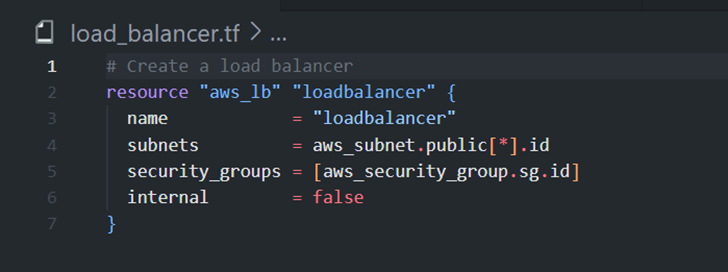 load_balancer.tf > ...
1 # Create a load balancer
2 resource "aws_lb" "loadbalancer" {
3   name            = "loadbalancer"
4   subnets         = aws_subnet.public[*].id
5   security_groups = [aws_security_group.sg.id]
6   internal        = false
7 }